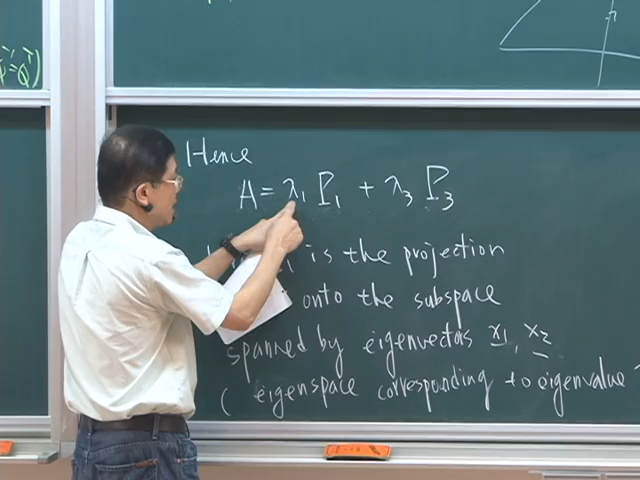 Hence
A = λ₁ P₁ + λ₃ P₃
is the projection
onto the subspace
spanned by eigenvectors x₁, x₂
( eigenspace corresponding to eigenvalue
= Qᵀ)